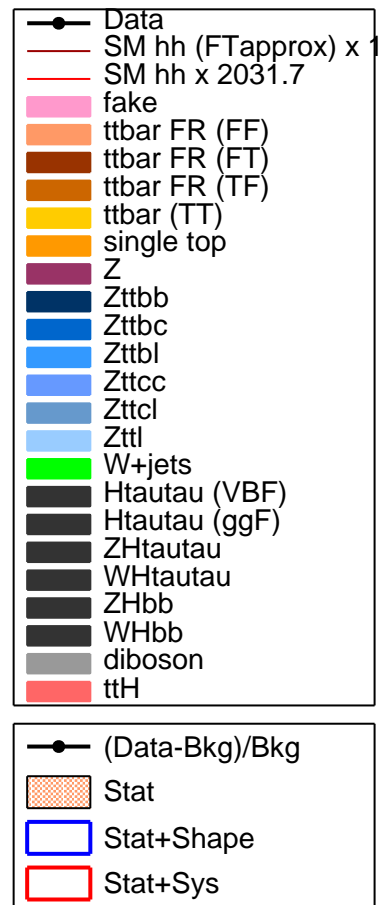 Data
SM hh (FTapprox) x 1
SM hh x 2031.7
fake
ttbar FR (FF)
ttbar FR (FT)
ttbar FR (TF)
ttbar (TT)
single top
Z
Zttbb
Zttbc
Zttbl
Zttcc
Zttcl
Zttl
W+jets
Htautau (VBF)
Htautau (ggF)
ZHtautau
WHtautau
ZHbb
WHbb
diboson
ttH
(Data-Bkg)/Bkg
Stat
Stat+Shape
Stat+Sys